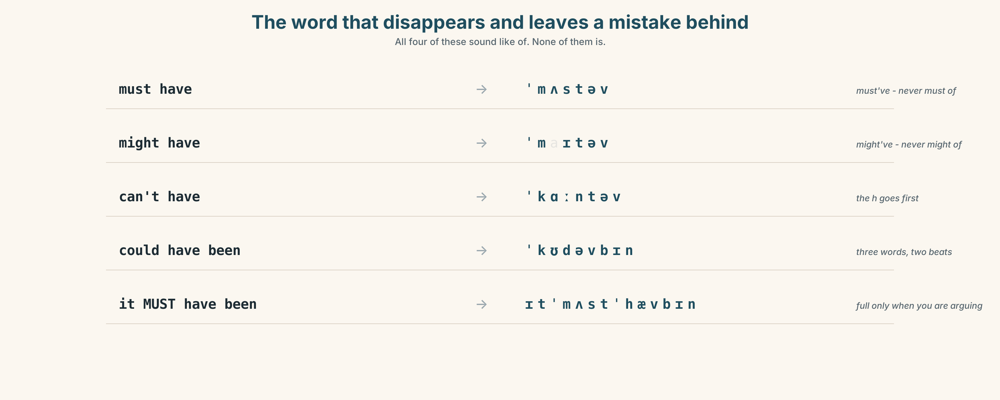 The word that disappears and leaves a mistake behind
All four of these sound like of. None of them is.
must have → ˈmʌstəv must've - never must of
might have → ˈmaɪtəv might've - never might of
can't have → ˈkɑːntəv the h goes first
could have been → ˈkʊdəvbɪn three words, two beats
it MUST have been → ɪtˈmʌstˈhævbɪn full only when you are arguing